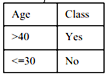 Age Class
>40 Yes
<=30 No